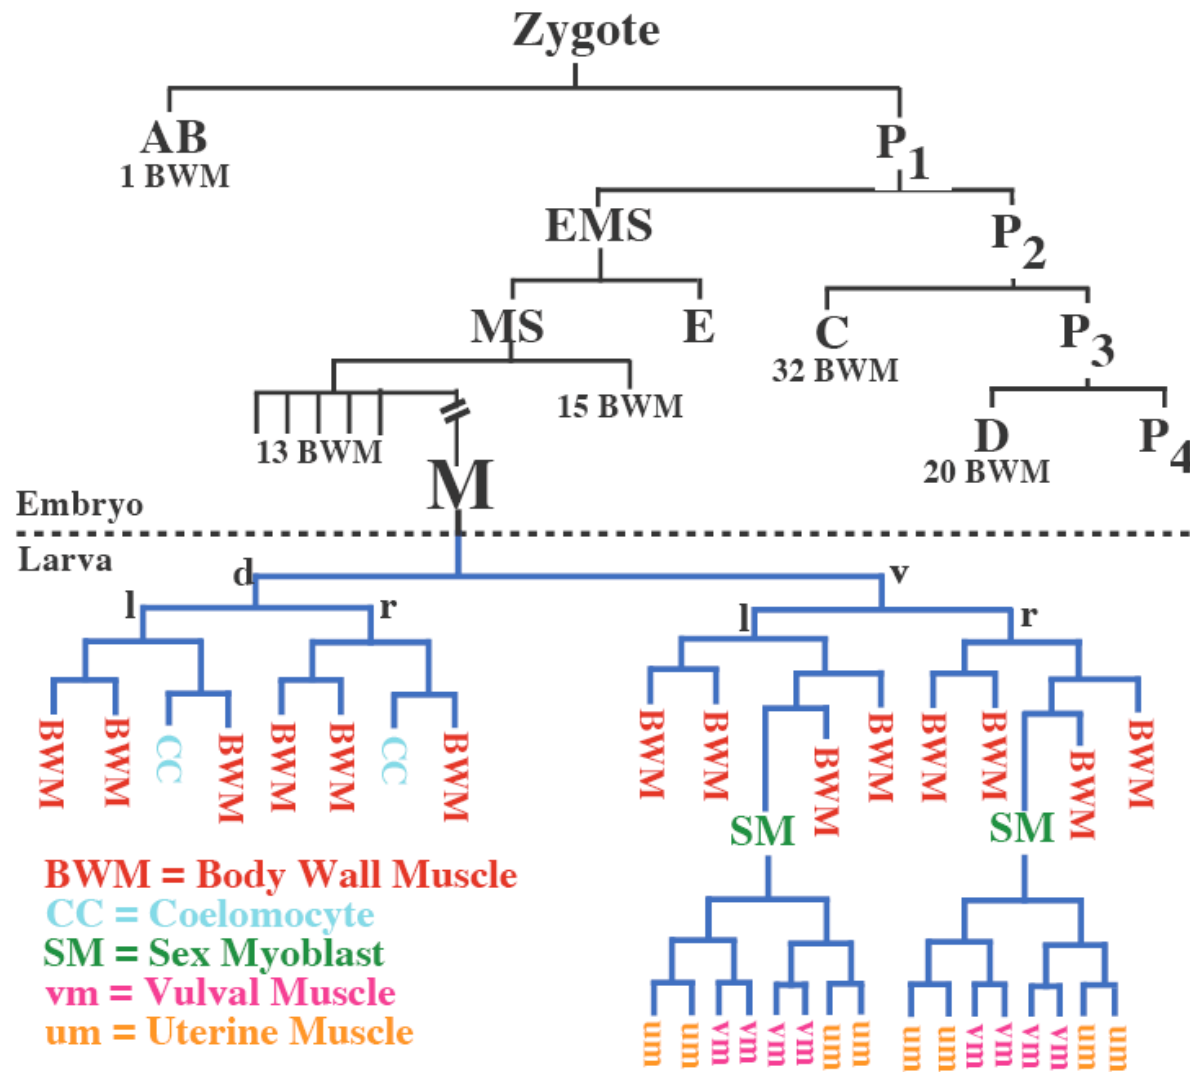 Zygote
AB
1 BWM
P1
EMS
P2
MS
E
C
32 BWM
P3
13 BWM
15 BWM
D
20 BWM
P4
M
Embryo
Larva
d
v
l
r
l
r
BWM
BWM
CC
BWM
BWM
BWM
CC
BWM
BWM
BWM
BWM
BWM
BWM
BWM
BWM
BWM
SM
SM
BWM = Body Wall Muscle
CC = Coelomocyte
SM = Sex Myoblast
vm = Vulval Muscle
um = Uterine Muscle
um
um
vm
vm
vm
vm
um
um
um
um
vm
vm
vm
vm
um
um